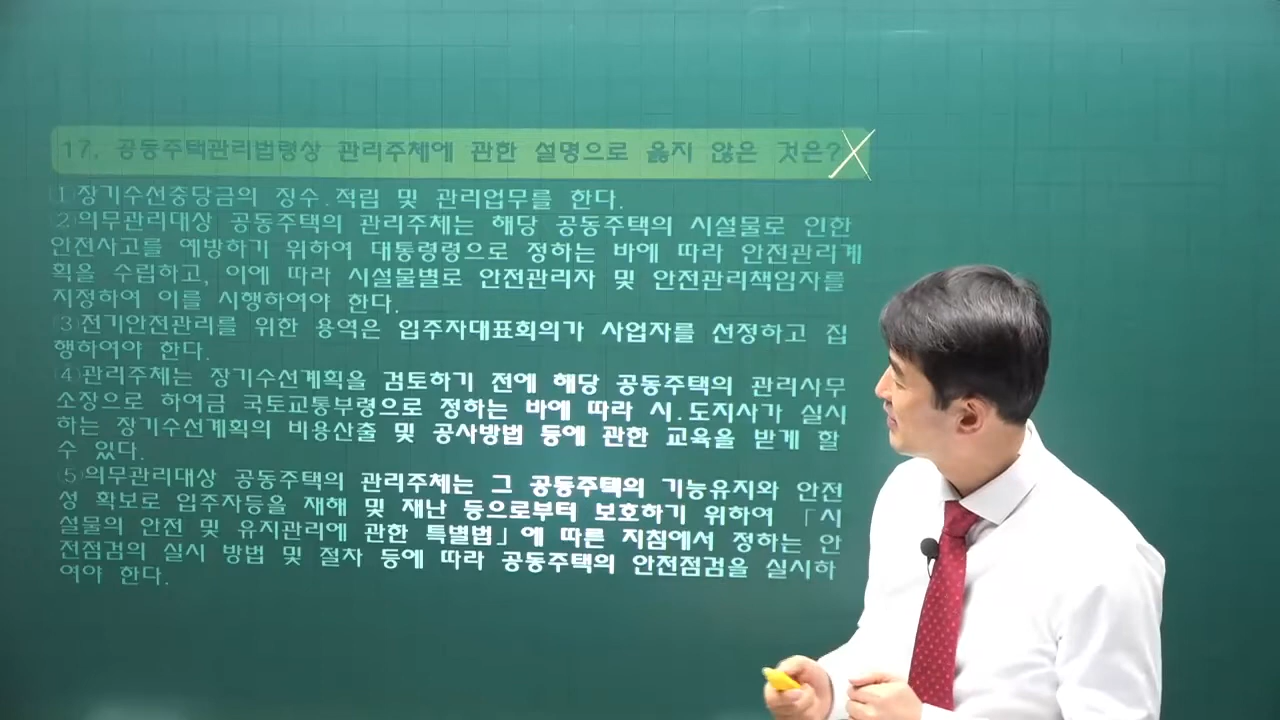 17. 공동주택관리법령상 관리주체에 관한 설명으로 옳지 않은 것은?
(1)장기수선충당금의 징수.적립 및 관리업무를 한다.
(2)의무관리대상 공동주택의 관리주체는 해당 공동주택의 시설물로 인한
안전사고를 예방하기 위하여 대통령령으로 정하는 바에 따라 안전관리계
획을 수립하고, 이에 따라 시설물별로 안전관리자 및 안전관리책임자를
지정하여 이를 시행하여야 한다.
(3)전기안전관리를 위한 용역은 입주자대표회의가 사업자를 선정하고 집
행하여야 한다.
(4)관리주체는 장기수선계획을 검토하기 전에 해당 공동주택의 관리사무
소장으로 하여금 국토교통부령으로 정하는 바에 따라 시.도지사가 실시
하는 장기수선계획의 비용산출 및 공사방법 등에 관한 교육을 받게 할
수 있다.
(5)의무관리대상 공동주택의 관리주체는 그 공동주택의 기능유지와 안전
성 확보로 입주자등을 재해 및 재난 등으로부터 보호하기 위하여 「시
설물의 안전 및 유지관리에 관한 특별법」에 따른 지침에서 정하는 안
전점검의 실시 방법 및 절차 등에 따라 공동주택의 안전점검을 실시하
여야 한다.